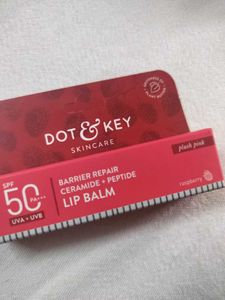 DOT & KEY
SKINCARE
plush pink
SPF
50 PA+++
UVA + UVB
BARRIER REPAIR
CERAMIDE + PEPTIDE
LIP BALM
raspberry